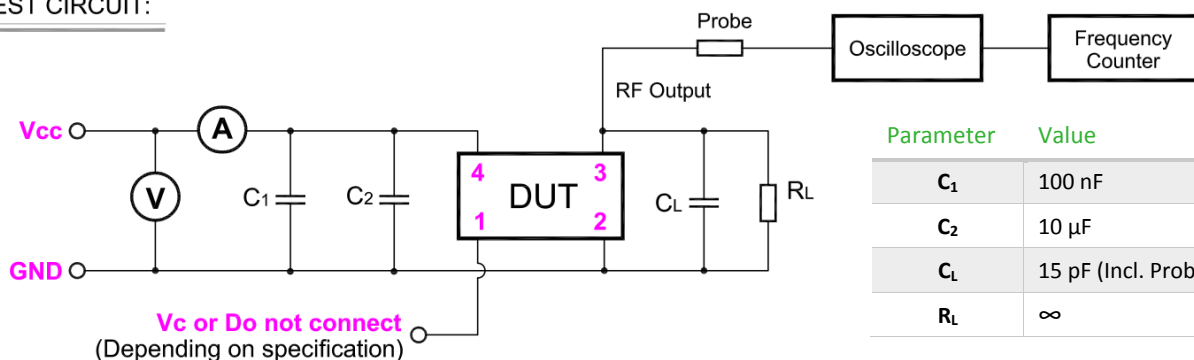 EST CIRCUIT:
Probe
Oscilloscope
Frequency
Counter
RF Output
Vcc
A
V
C1
C2
4
3
DUT
1
2
CL
RL
GND
Vc or Do not connect
(Depending on specification)
Parameter Value
C1 100 nF
C2 10 µF
CL 15 pF (Incl. Prob
RL ∞